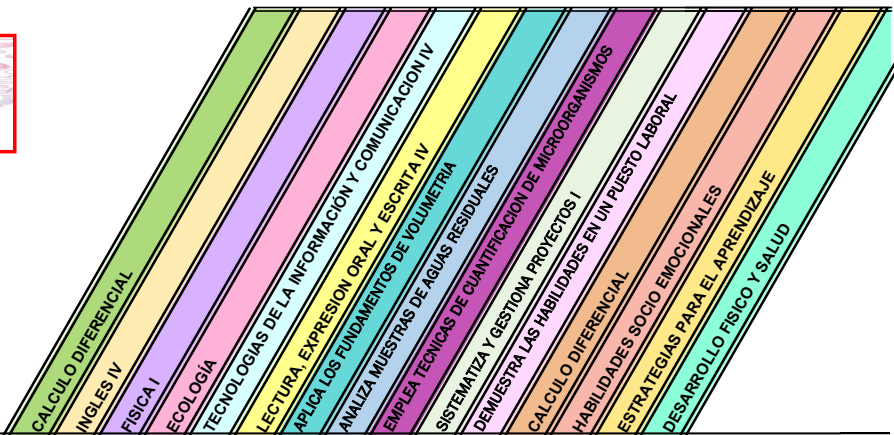 CALCULO DIFERENCIAL
INGLES IV
FISICA I
ECOLOGÍA
TECNOLOGIAS DE LA INFORMACIÓN Y COMUNICACION IV
LECTURA, EXPRESION ORAL Y ESCRITA IV
APLICA LOS FUNDAMENTOS DE VOLUMETRIA
ANALIZA MUESTRAS DE AGUAS RESIDUALES
EMPLEA TECNICAS DE CUANTIFICACION DE MICROORGANISMOS
SISTEMATIZA Y GESTIONA PROYECTOS I
DEMUESTRA LAS HABILIDADES EN UN PUESTO LABORAL
CALCULO DIFERENCIAL
HABILIDADES SOCIO EMOCIONALES
ESTRATEGIAS PARA EL APRENDIZAJE
DESARROLLO FISICO Y SALUD